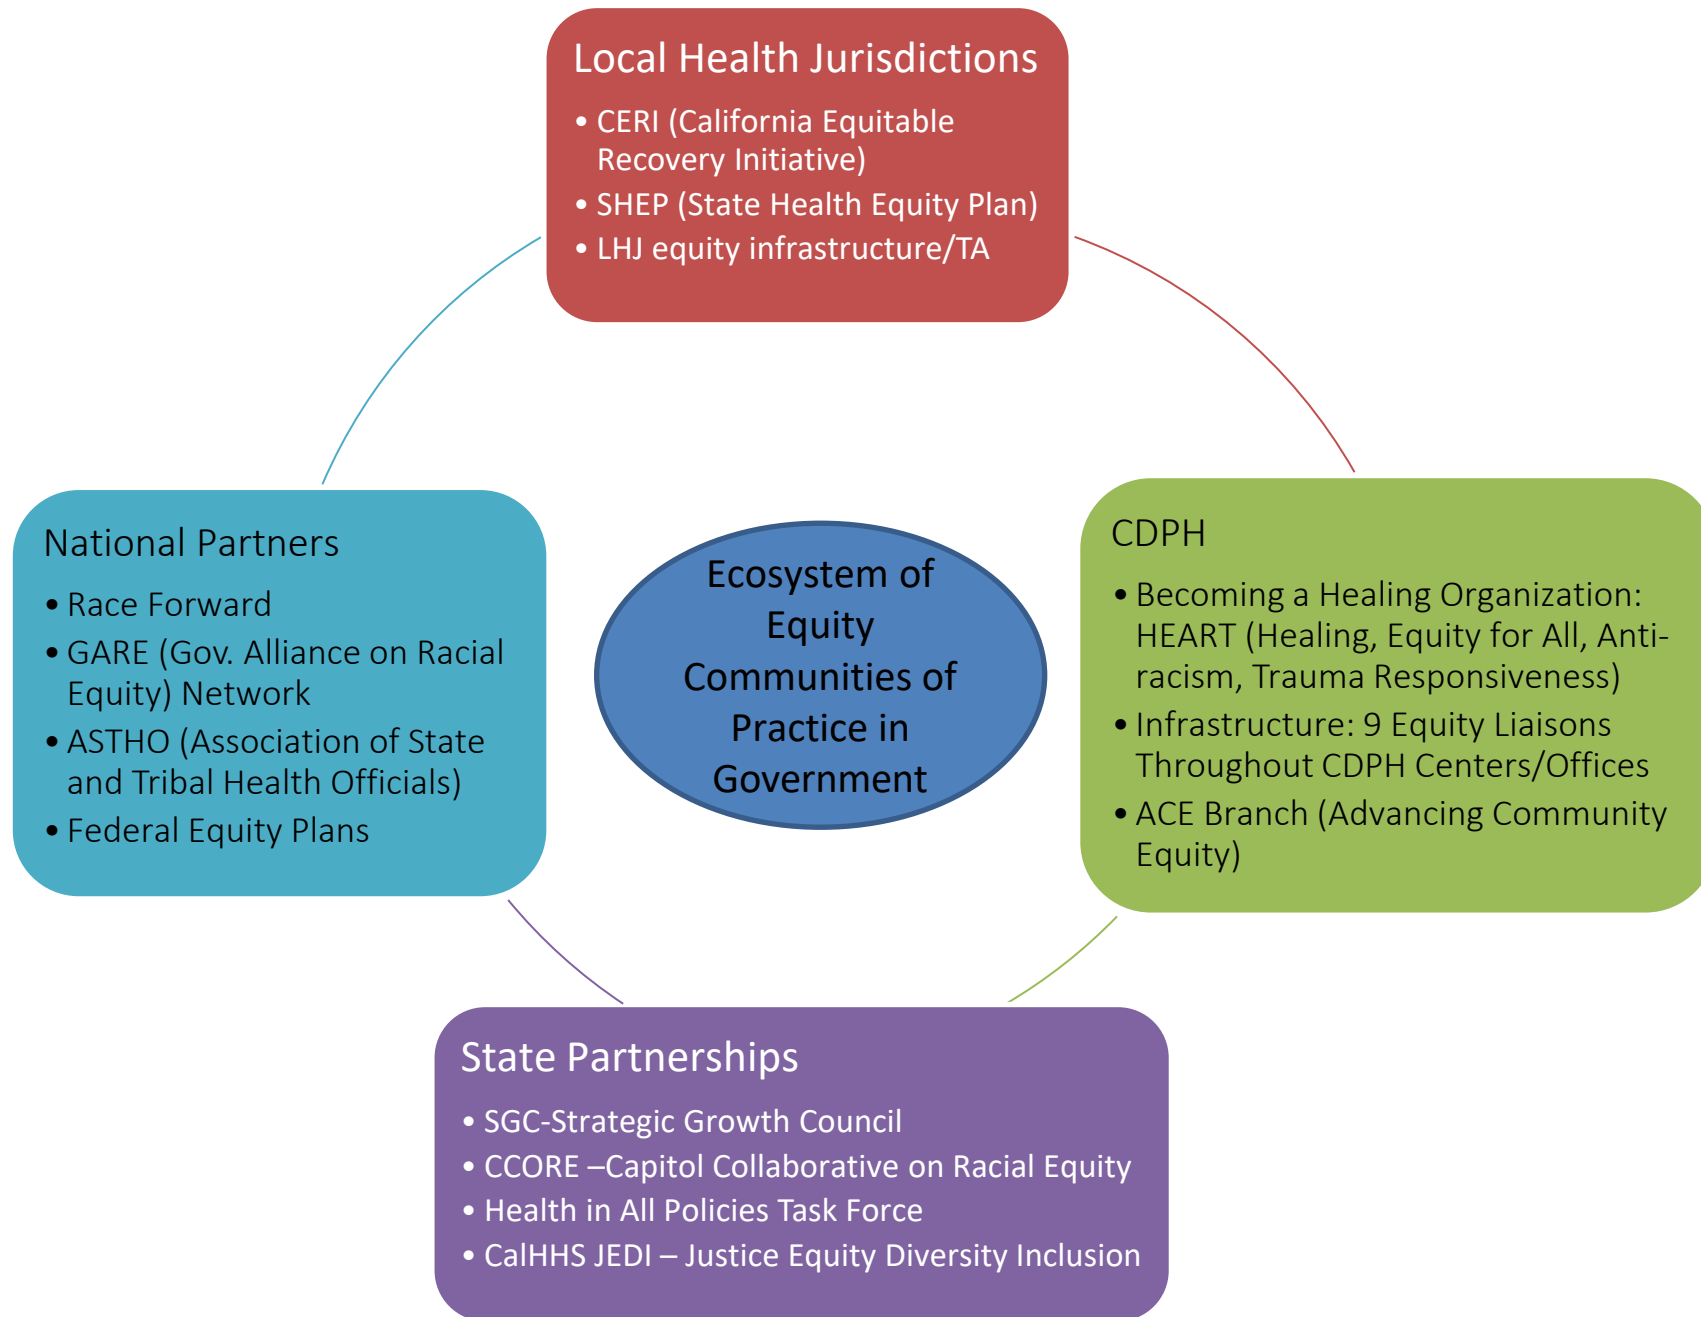 Local Health Jurisdictions
• CERI (California Equitable
Recovery Initiative)
• SHEP (State Health Equity Plan)
• LHJ equity infrastructure/TA
National Partners
• Race Forward
• GARE (Gov. Alliance on Racial
Equity) Network
• ASTHO (Association of State
and Tribal Health Officials)
• Federal Equity Plans
Ecosystem of
Equity
Communities of
Practice in
Government
CDPH
• Becoming a Healing Organization:
HEART (Healing, Equity for All, Anti-
racism, Trauma Responsiveness)
• Infrastructure: 9 Equity Liaisons
Throughout CDPH Centers/Offices
• ACE Branch (Advancing Community
Equity)
State Partnerships
• SGC-Strategic Growth Council
• CCORE –Capitol Collaborative on Racial Equity
• Health in All Policies Task Force
• CalHHS JEDI – Justice Equity Diversity Inclusion